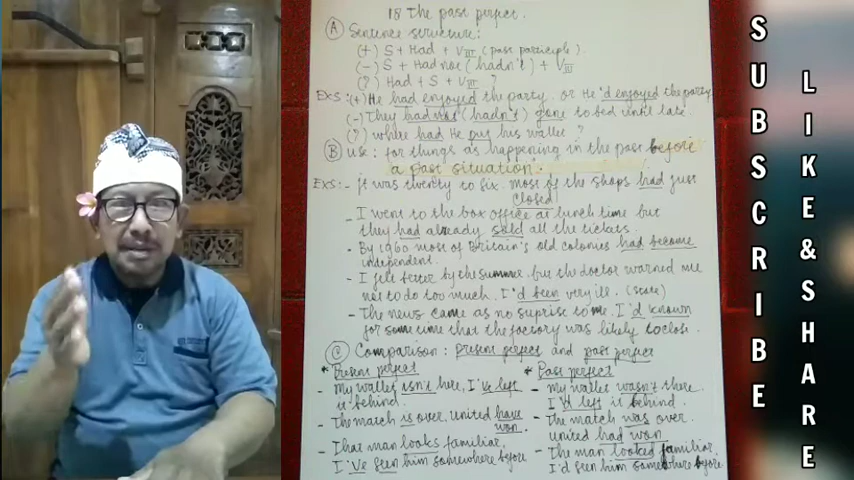 18 The past perfect.
A Sentence structure:
(+) S + Had + VIII (past participle).
(-) S + Had not (hadn't) + VIII
(?) Had + S + VIII ?
EXS: (+) He had enjoyed the party. or He'd enjoyed the party
(-) They had not (hadn't) gone to bed until late.
(?) where had He put his wallet ?
B Use: for things as happening in the past before
a past situation.
EXS: - It was twenty to six. most of the shops had just
closed
- I went to the box office at lunch time but
they had already sold all the tickets.
- By 1960 most of Britain's old colonies had become
independent.
- I felt better by the summer but the doctor warned me
not to do too much. I'd been very ill. (state)
- The news came as no suprise to me. I'd known
for some time that the factory was likely to close.
C Comparison: present perfect and past perfect
* Present perfect
- My wallet isn't here, I've left
it behind.
- The match is over. United have
won.
- That man looks familiar.
I've seen him somewhere before
* Past perfect
- my wallet wasn't there.
I'd left it behind.
- The match was over.
United had won
- The man looked familiar.
I'd seen him somewhere before
SUBSCRIBE
LIKE & SHARE